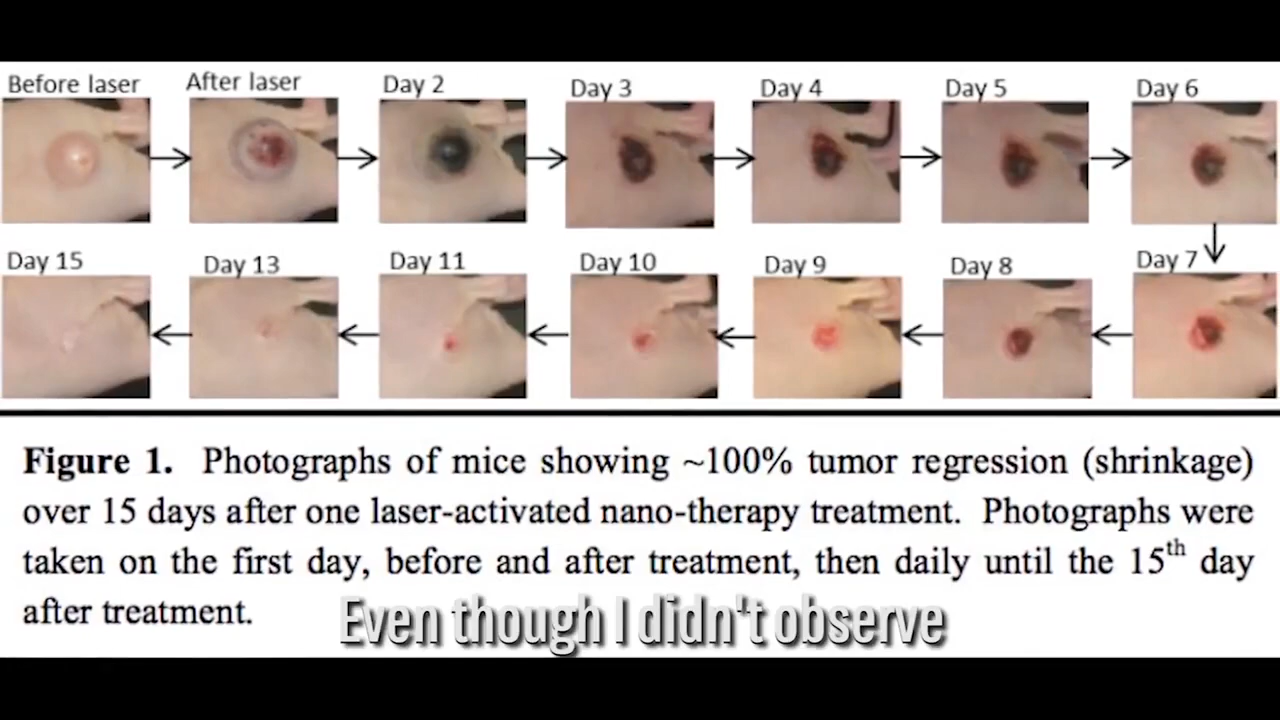 Before laser
After laser
Day 2
Day 3
Day 4
Day 5
Day 6
Day 15
Day 13
Day 11
Day 10
Day 9
Day 8
Day 7
Figure 1. Photographs of mice showing ~100% tumor regression (shrinkage)
over 15 days after one laser-activated nano-therapy treatment. Photographs were
taken on the first day, before and after treatment, then daily until the 15th day
after treatment.
Even though I didn't observe